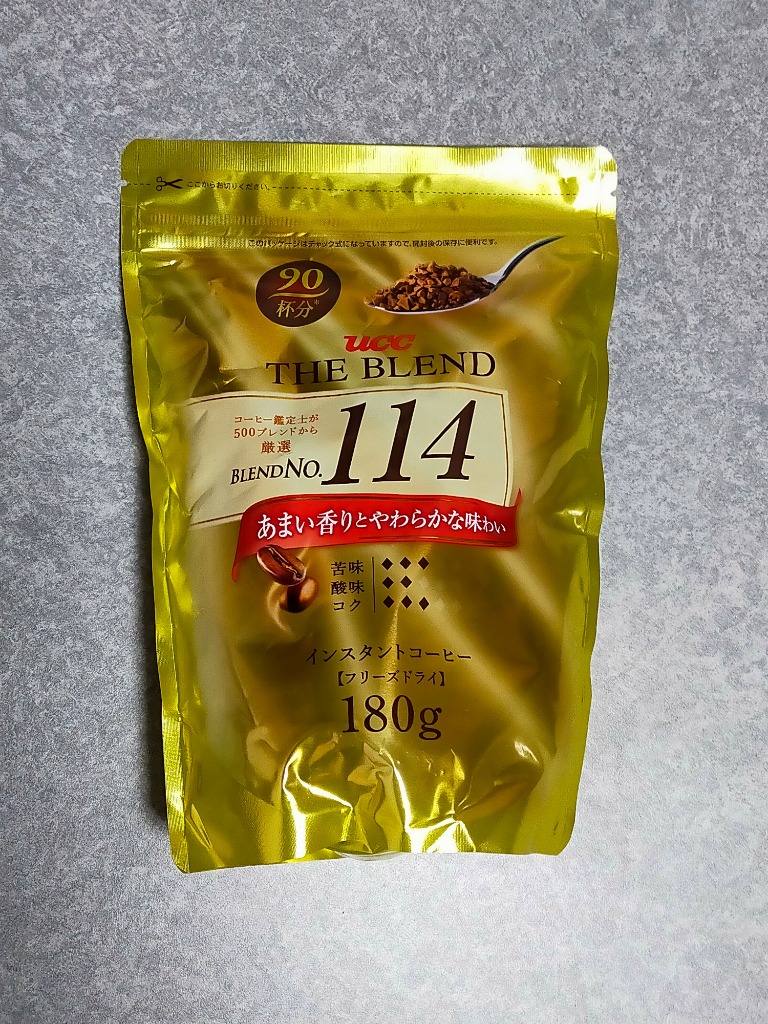 ここからお切りください。
このパッケージはチャック式になっていますので、開封後の保存に便利です。
90
杯分*
UCC
THE BLEND
コーヒー鑑定士が
500ブレンドから
厳選
BLEND NO. 114
あまい香りとやわらかな味わい
苦味 ♦♦♦
酸味 ♦♦
コク ♦♦♦
インスタントコーヒー
【フリーズドライ】
180g